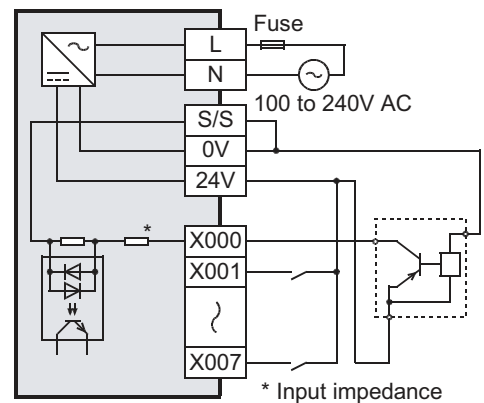 L
Fuse
N
100 to 240V AC
S/S
0V
24V
*
X000
X001
X007
* Input impedance